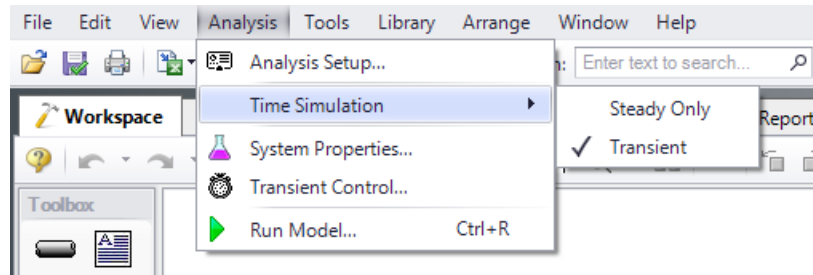 File Edit View Analysis Tools Library Arrange Window Help
Analysis Setup...
: Enter text to search...
Time Simulation
Steady Only
Workspace
Report
System Properties...
Transient
Transient Control...
Toolbox
Run Model... Ctrl+R
A